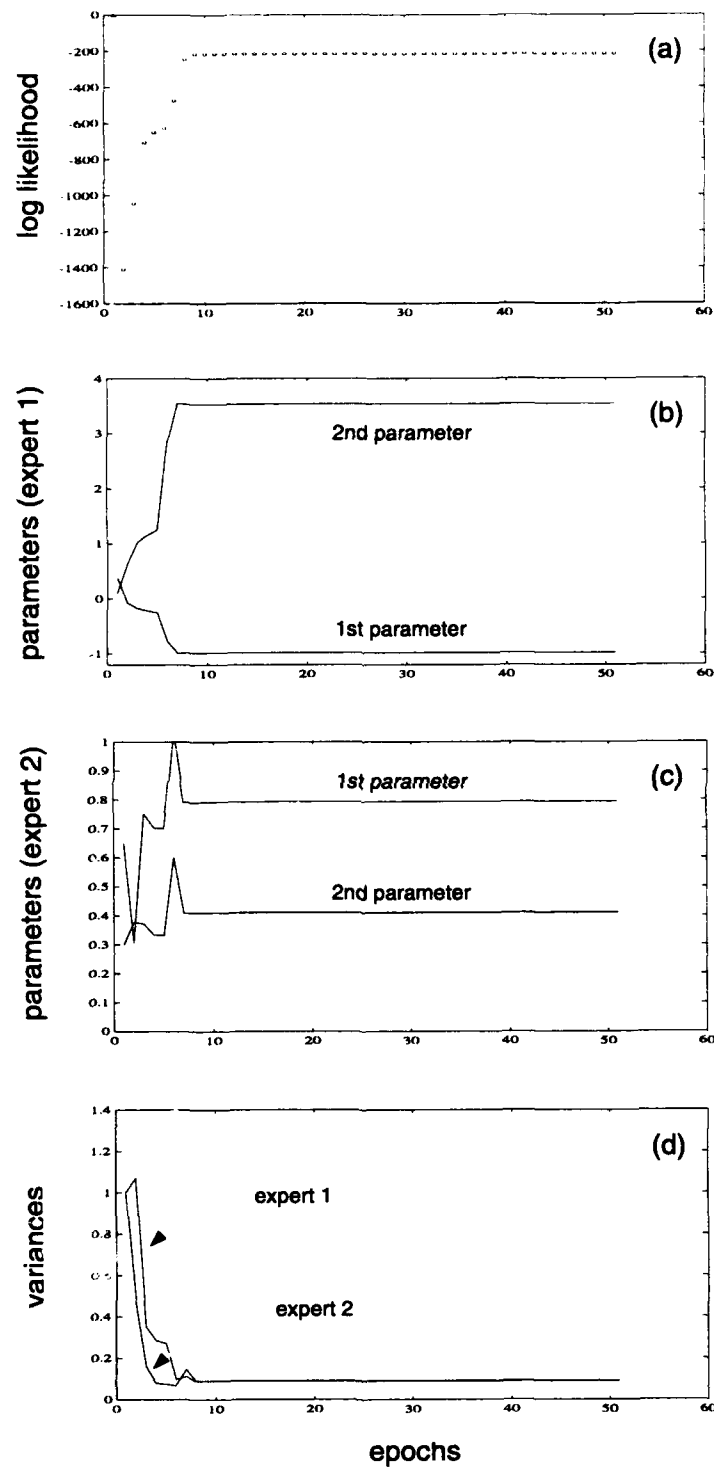 log likelihood
0
-200
-400
-600
-800
-1000
-1200
-1400
-1600
(a)
0 10 20 30 40 50 60
parameters (expert 1)
4
3
2
1
0
-1
(b)
2nd parameter
1st parameter
0 10 20 30 40 50 60
parameters (expert 2)
1
0.9
0.8
0.7
0.6
0.5
0.4
0.3
0.2
0.1
0
(c)
1st parameter
2nd parameter
0 10 20 30 40 50 60
variances
1.4
1.2
1
0.8
0.4
0.2
0
(d)
expert 1
expert 2
0 10 20 30 40 50 60
epochs